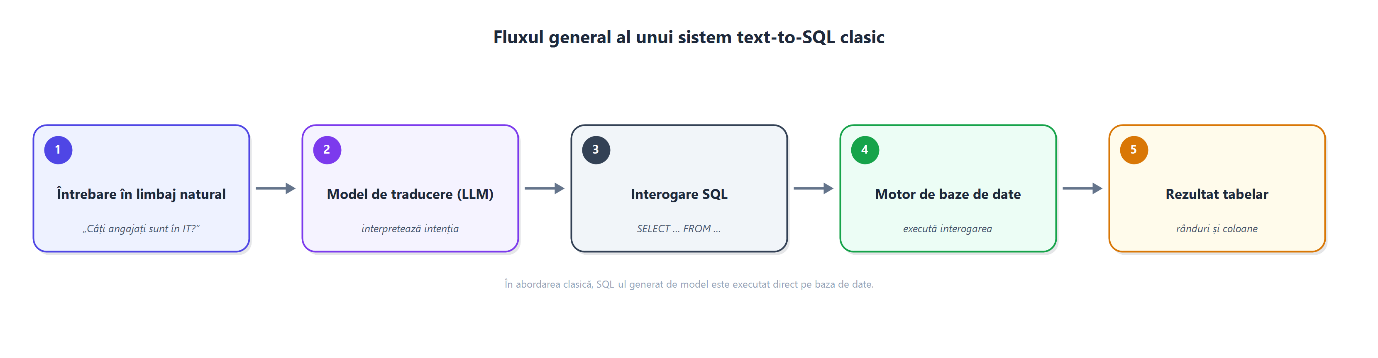 Fluxul general al unui sistem text-to-SQL clasic
1
Întrebare în limbaj natural
„Câți angajați sunt în IT?”
2
Model de traducere (LLM)
interpretează intenția
3
Interogare SQL
SELECT ... FROM ...
4
Motor de baze de date
execută interogarea
5
Rezultat tabelar
rânduri și coloane
În abordarea clasică, SQL-ul generat de model este executat direct pe baza de date.